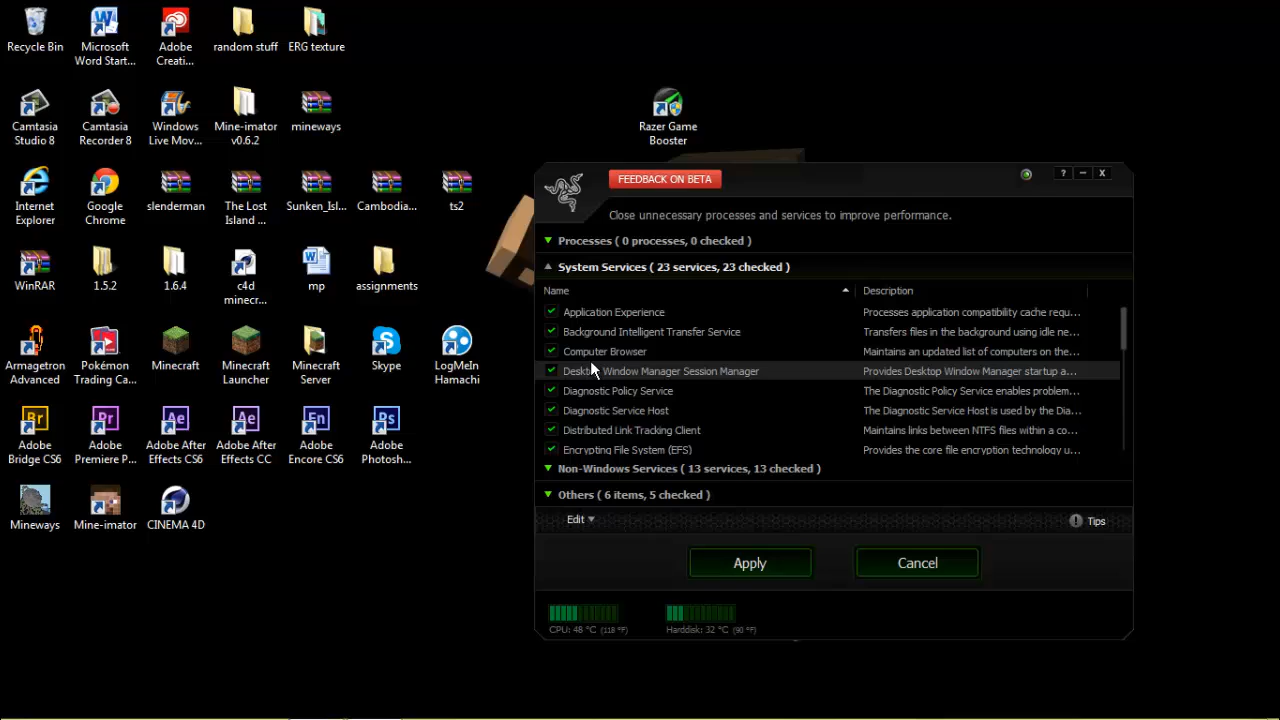 Recycle Bin
Microsoft
Word Start...
Adobe
Creati...
random stuff
ERG texture
Camtasia
Studio 8
Camtasia
Recorder 8
Windows
Live Mov...
Mine-imator
v0.6.2
mineways
Razer Game
Booster
Internet
Explorer
Google
Chrome
slenderman
The Lost
Island ...
Sunken_Isl...
Cambodia...
ts2
WinRAR
1.5.2
1.6.4
c4d
minecr...
mp
assignments
Armagetron
Advanced
Pokémon
Trading Ca...
Minecraft
Minecraft
Launcher
Minecraft
Server
Skype
LogMeIn
Hamachi
Br
Pr
Ae
Ae
En
Ps
Adobe
Bridge CS6
Adobe
Premiere P...
Adobe After
Effects CS6
Adobe After
Effects CC
Adobe
Encore CS6
Adobe
Photosh...
Mineways
Mine-imator
CINEMA 4D
FEEDBACK ON BETA
? – X
Close unnecessary processes and services to improve performance.
Processes ( 0 processes, 0 checked )
System Services ( 23 services, 23 checked )
Name Description
Application Experience Processes application compatibility cache requ...
Background Intelligent Transfer Service Transfers files in the background using idle ne...
Computer Browser Maintains an updated list of computers on the...
Desktop Window Manager Session Manager Provides Desktop Window Manager startup a...
Diagnostic Policy Service The Diagnostic Policy Service enables problem...
Diagnostic Service Host The Diagnostic Service Host is used by the Dia...
Distributed Link Tracking Client Maintains links between NTFS files within a co...
Encrypting File System (EFS) Provides the core file encryption technology u...
Non-Windows Services ( 13 services, 13 checked )
Others ( 6 items, 5 checked )
Edit
Tips
Apply
Cancel
CPU: 48 °C (118 °F)
Harddisk: 32 °C (90 °F)